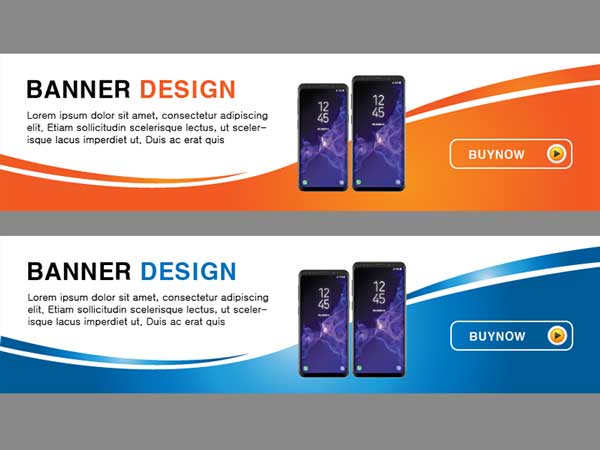 BANNER DESIGN
Lorem ipsum dolor sit amet, consectetur adipiscing
elit. Etiam sollicitudin scelerisque lectus, ut sceler-
isque lacus imperdiet ut. Duis ac erat quis
12
45
12
45
BUYNOW
BANNER DESIGN
Lorem ipsum dolor sit amet, consectetur adipiscing
elit. Etiam sollicitudin scelerisque lectus, ut sceler-
isque lacus imperdiet ut. Duis ac erat quis
12
45
12
45
BUYNOW